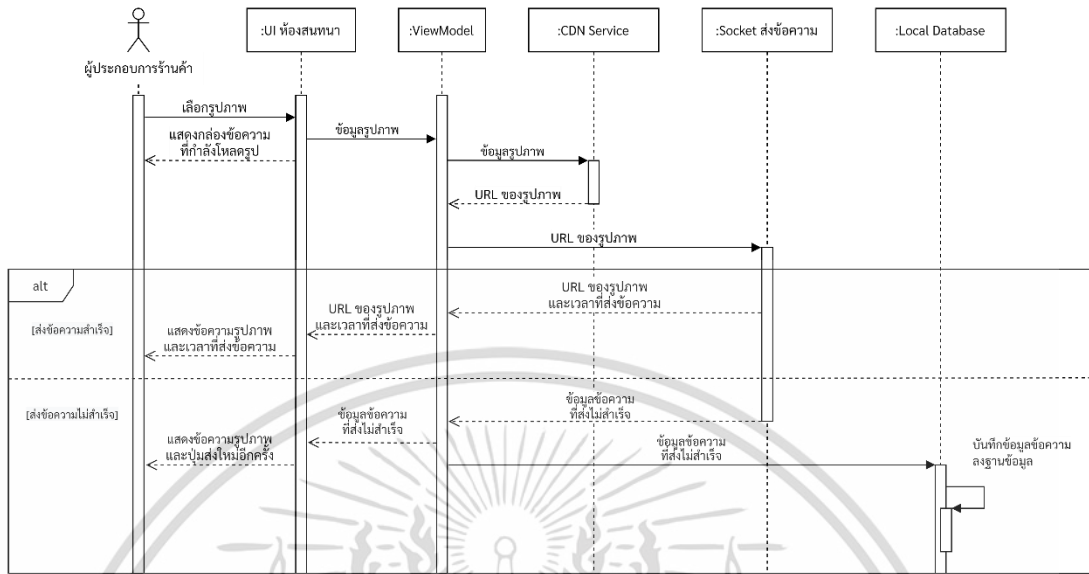 :UI ห้องสนทนา
:ViewModel
:CDN Service
:Socket ส่งข้อความ
:Local Database
ผู้ประกอบการร้านค้า
เลือกรูปภาพ
แสดงกล่องข้อความ
ที่กำลังโหลดรูป
ข้อมูลรูปภาพ
ข้อมูลรูปภาพ
URL ของรูปภาพ
URL ของรูปภาพ
alt
[ส่งข้อความสำเร็จ]
URL ของรูปภาพ
และเวลาที่ส่งข้อความ
URL ของรูปภาพ
และเวลาที่ส่งข้อความ
แสดงข้อความรูปภาพ
และเวลาที่ส่งข้อความ
[ส่งข้อความไม่สำเร็จ]
ข้อมูลข้อความ
ที่ส่งไม่สำเร็จ
ข้อมูลข้อความ
ที่ส่งไม่สำเร็จ
แสดงข้อความรูปภาพ
และปุ่มส่งใหม่อีกครั้ง
ข้อมูลข้อความ
ที่ส่งไม่สำเร็จ
บันทึกข้อมูลข้อความ
ลงฐานข้อมูล